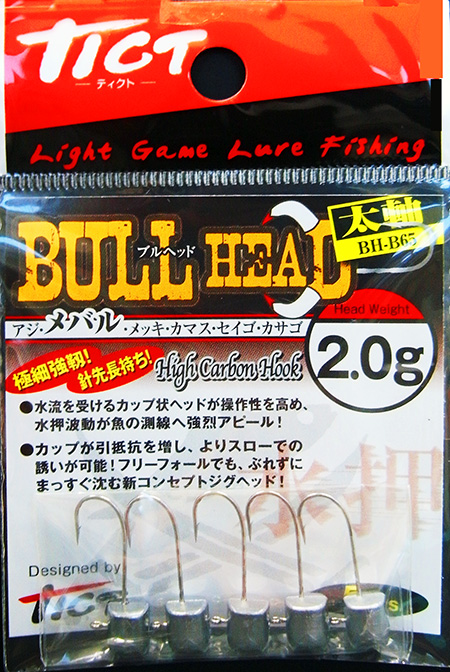 TICT
ティクト
Light Game Lure Fishing
太軸
BH-B65
BULL HEAD
ブルヘッド
アジ・メバル・メッキ・カマス・セイゴ・カサゴ
Head Weight
2.0g
極細強靭!
針先長持ち!
High Carbon Hook
●水流を受けるカップ状ヘッドが操作性を高め、
水押波動が魚の測線へ強烈アピール!
●カップが引抵抗を増し、よりスローでの
誘いが可能!フリーフォールでも、ぶれずに
まっすぐ沈む新コンセプトジグヘッド!
水押
Designed by
TICT